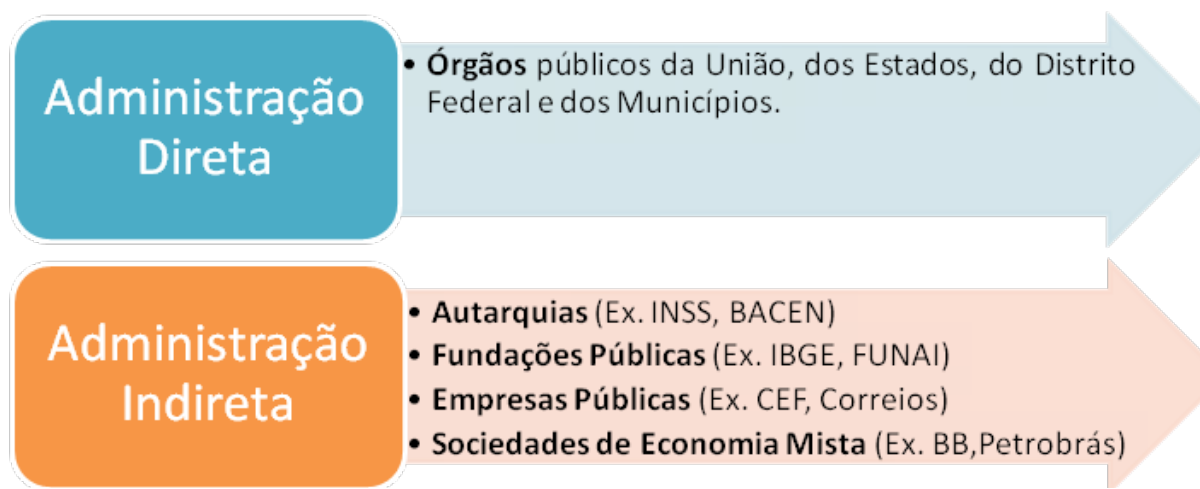 Administração
Direta
• Órgãos públicos da União, dos Estados, do Distrito
Federal e dos Municípios.
Administração
Indireta
• Autarquias (Ex. INSS, BACEN)
• Fundações Públicas (Ex. IBGE, FUNAI)
• Empresas Públicas (Ex. CEF, Correios)
• Sociedades de Economia Mista (Ex. BB,Petrobrás)